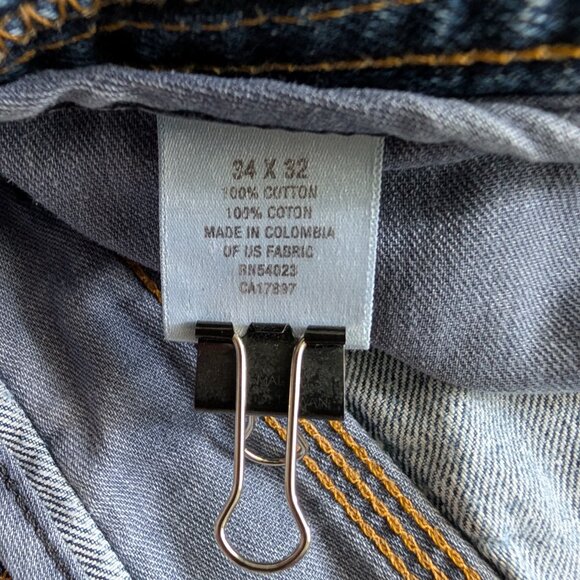 34 X 32
100% COTTON
100% COTON
MADE IN COLOMBIA
OF US FABRIC
RN54023
CA17897